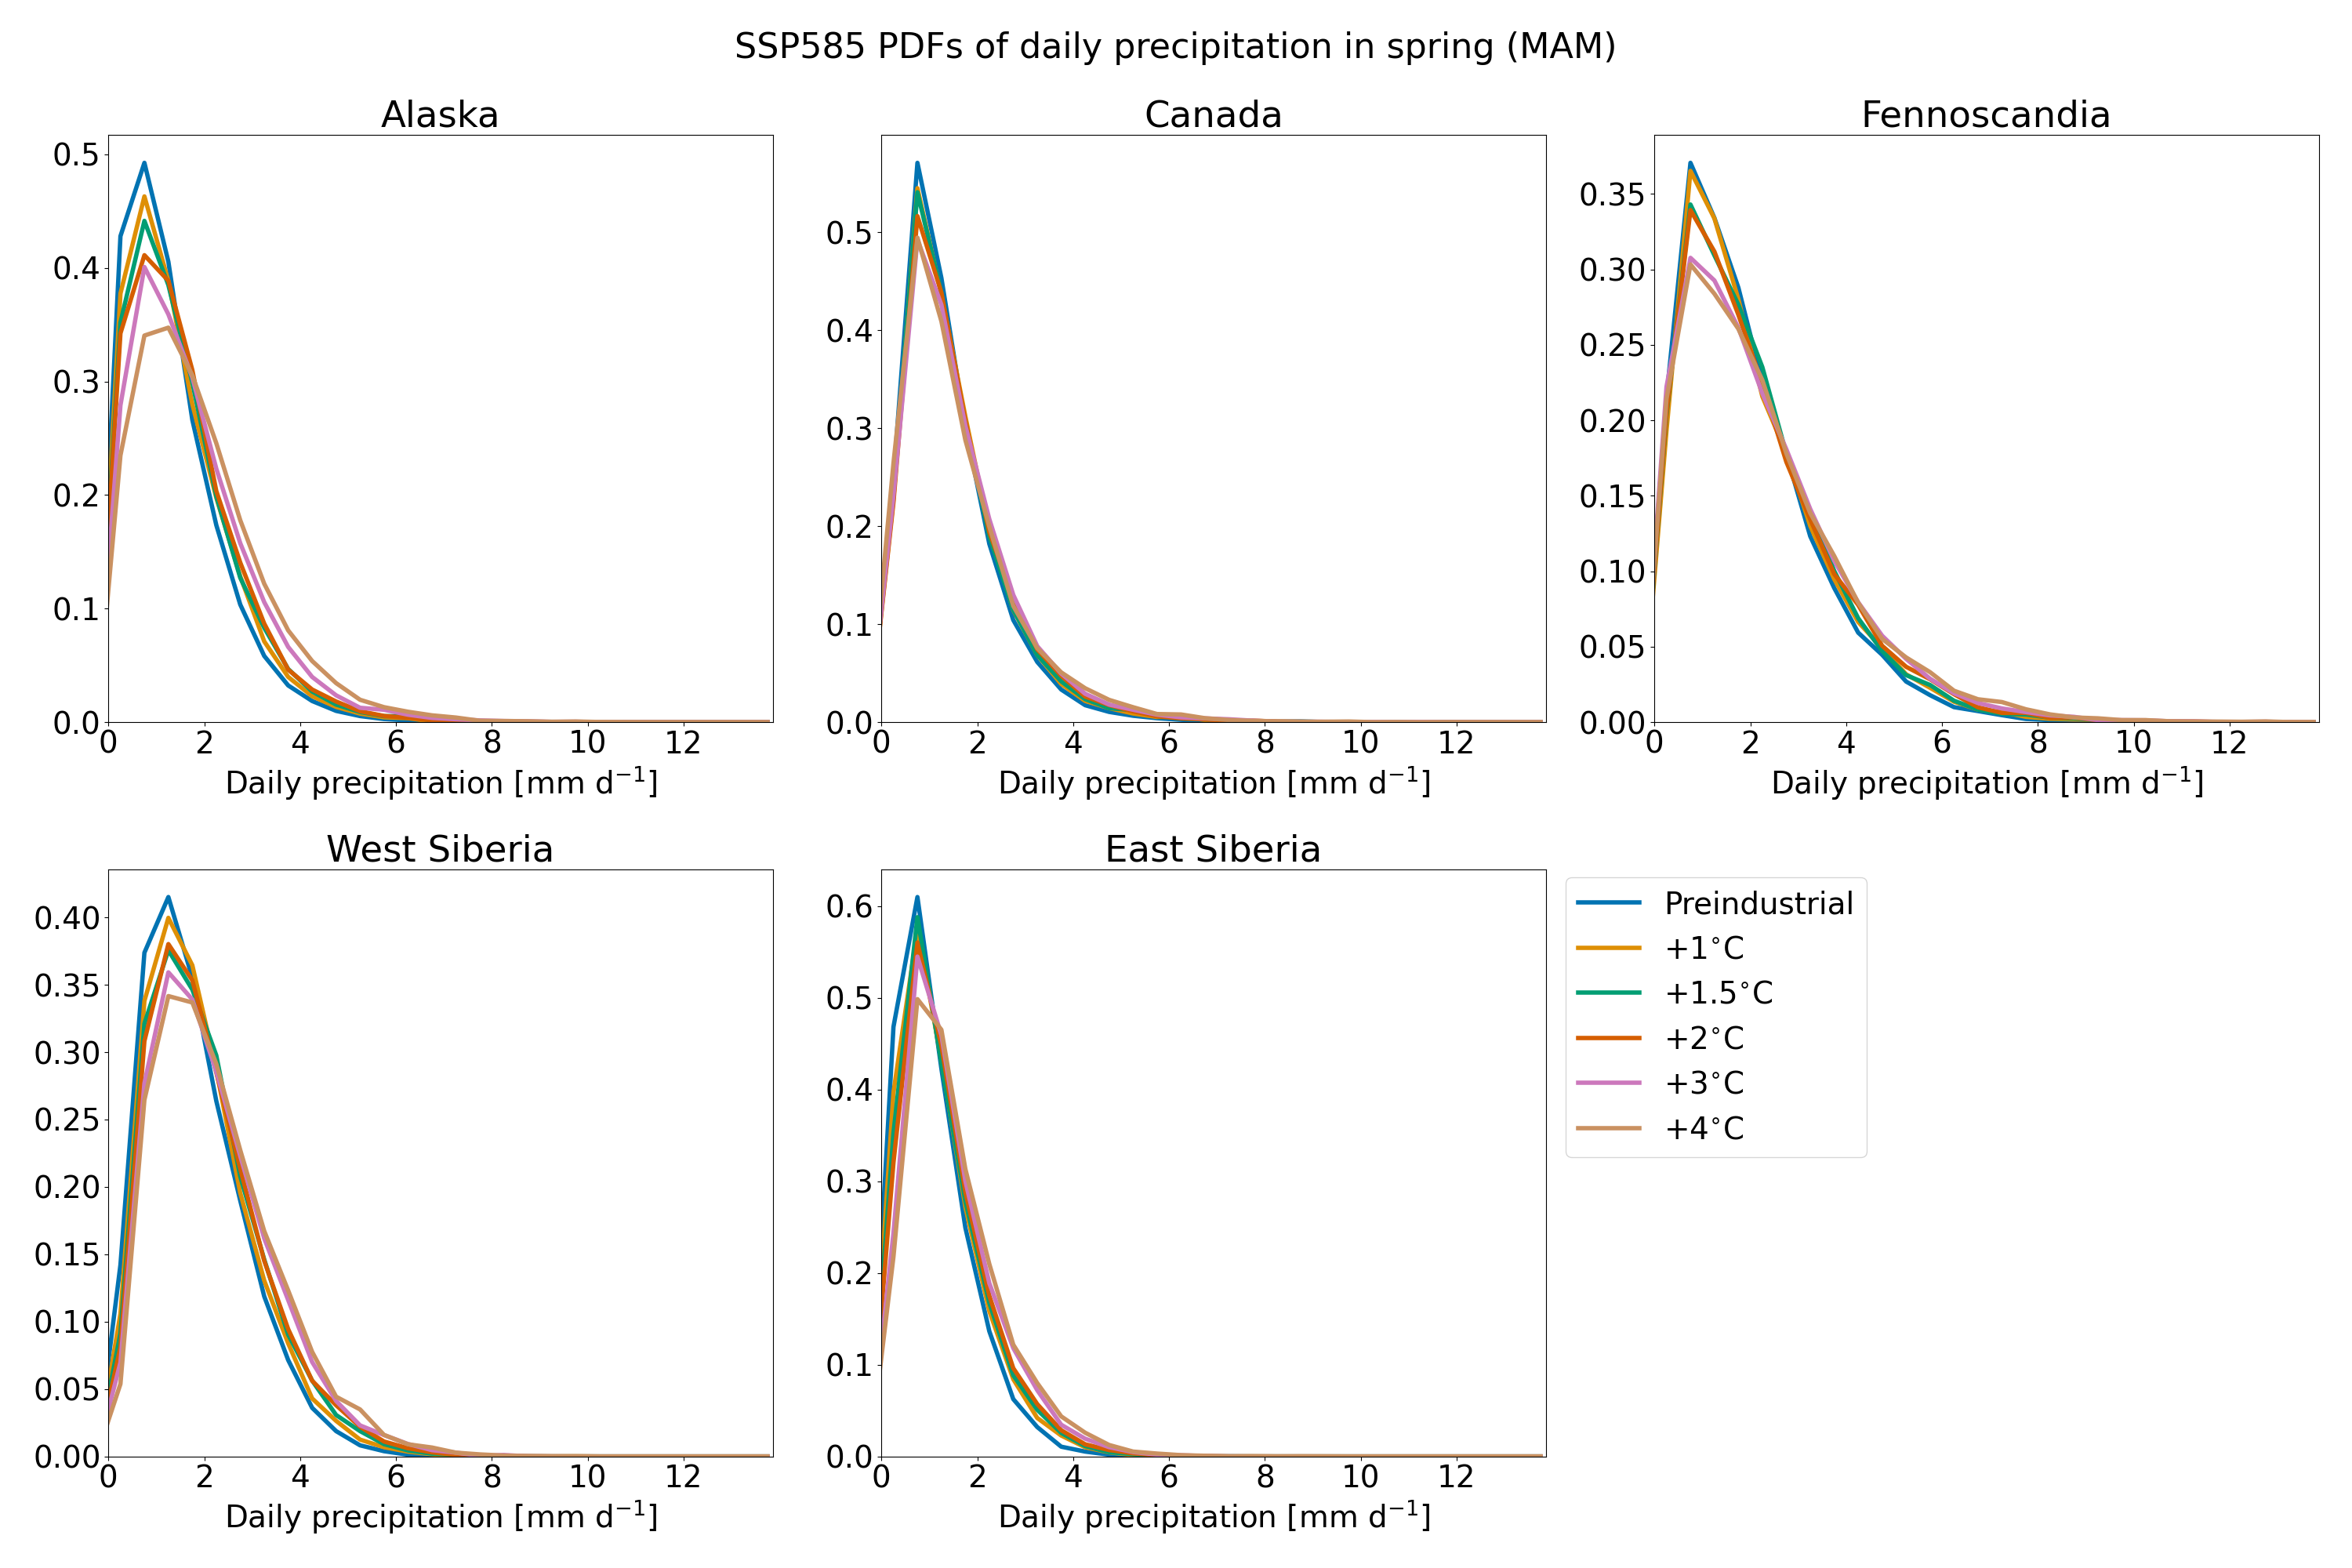 SSP585 PDFs of daily precipitation in spring (MAM)
Alaska
0.5
0.4
0.3
0.2
0.1
0.0
0 2 4 6 8 10 12
Daily precipitation [mm d⁻¹]
Canada
0.5
0.4
0.3
0.2
0.1
0.0
0 2 4 6 8 10 12
Daily precipitation [mm d⁻¹]
Fennoscandia
0.35
0.30
0.25
0.20
0.15
0.10
0.05
0.00
0 2 4 6 8 10 12
Daily precipitation [mm d⁻¹]
West Siberia
0.40
0.35
0.30
0.25
0.20
0.15
0.10
0.05
0.00
0 2 4 6 8 10 12
Daily precipitation [mm d⁻¹]
East Siberia
0.6
0.5
0.4
0.3
0.2
0.1
0.0
0 2 4 6 8 10 12
Daily precipitation [mm d⁻¹]
Preindustrial
+1°C
+1.5°C
+2°C
+3°C
+4°C